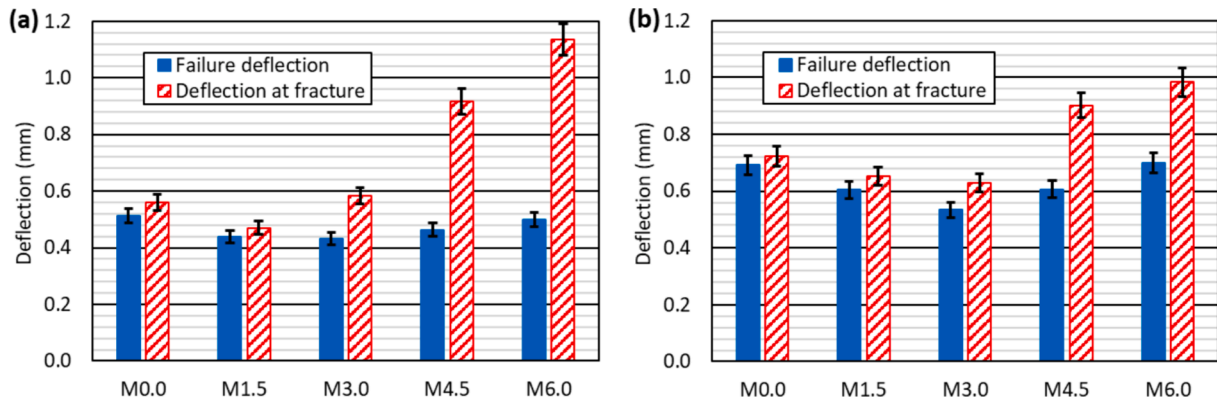 (a)
Deflection (mm)
1.2
1.0
0.8
0.6
0.4
0.2
0.0
Failure deflection
Deflection at fracture
M0.0 M1.5 M3.0 M4.5 M6.0
(b)
Deflection (mm)
1.2
1.0
0.8
0.6
0.4
0.2
0.0
Failure deflection
Deflection at fracture
M0.0 M1.5 M3.0 M4.5 M6.0